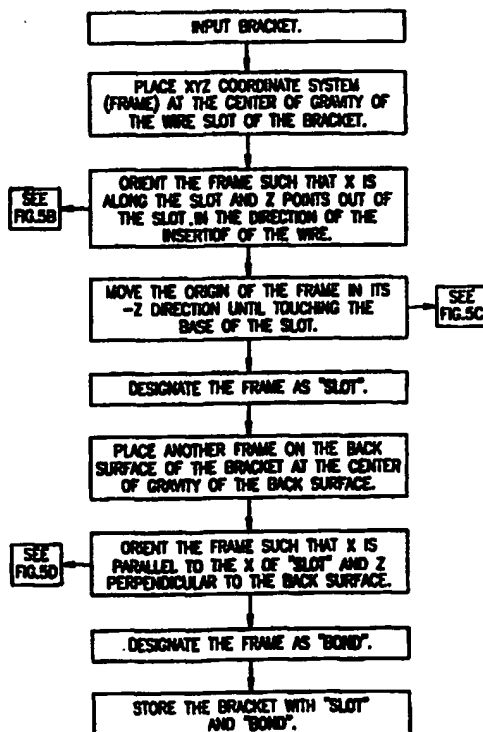 INPUT BRACKET.
PLACE XYZ COORDINATE SYSTEM
(FRAME) AT THE CENTER OF GRAVITY OF
THE WIRE SLOT OF THE BRACKET.
SEE
FIG.5B
ORIENT THE FRAME SUCH THAT X IS
ALONG THE SLOT AND Z POINTS OUT OF
THE SLOT, IN THE DIRECTION OF THE
INSERTIOF OF THE WIRE.
MOVE THE ORIGIN OF THE FRAME IN ITS
-Z DIRECTION UNTIL TOUCHING THE
BASE OF THE SLOT.
SEE
FIG.5C
DESIGNATE THE FRAME AS "SLOT".
PLACE ANOTHER FRAME ON THE BACK
SURFACE OF THE BRACKET AT THE CENTER
OF GRAVITY OF THE BACK SURFACE.
SEE
FIG.5D
ORIENT THE FRAME SUCH THAT X IS
PARALLEL TO THE X OF "SLOT" AND Z
PERPENDICULAR TO THE BACK SURFACE.
DESIGNATE THE FRAME AS "BOND".
STORE THE BRACKET WITH "SLOT"
AND "BOND".